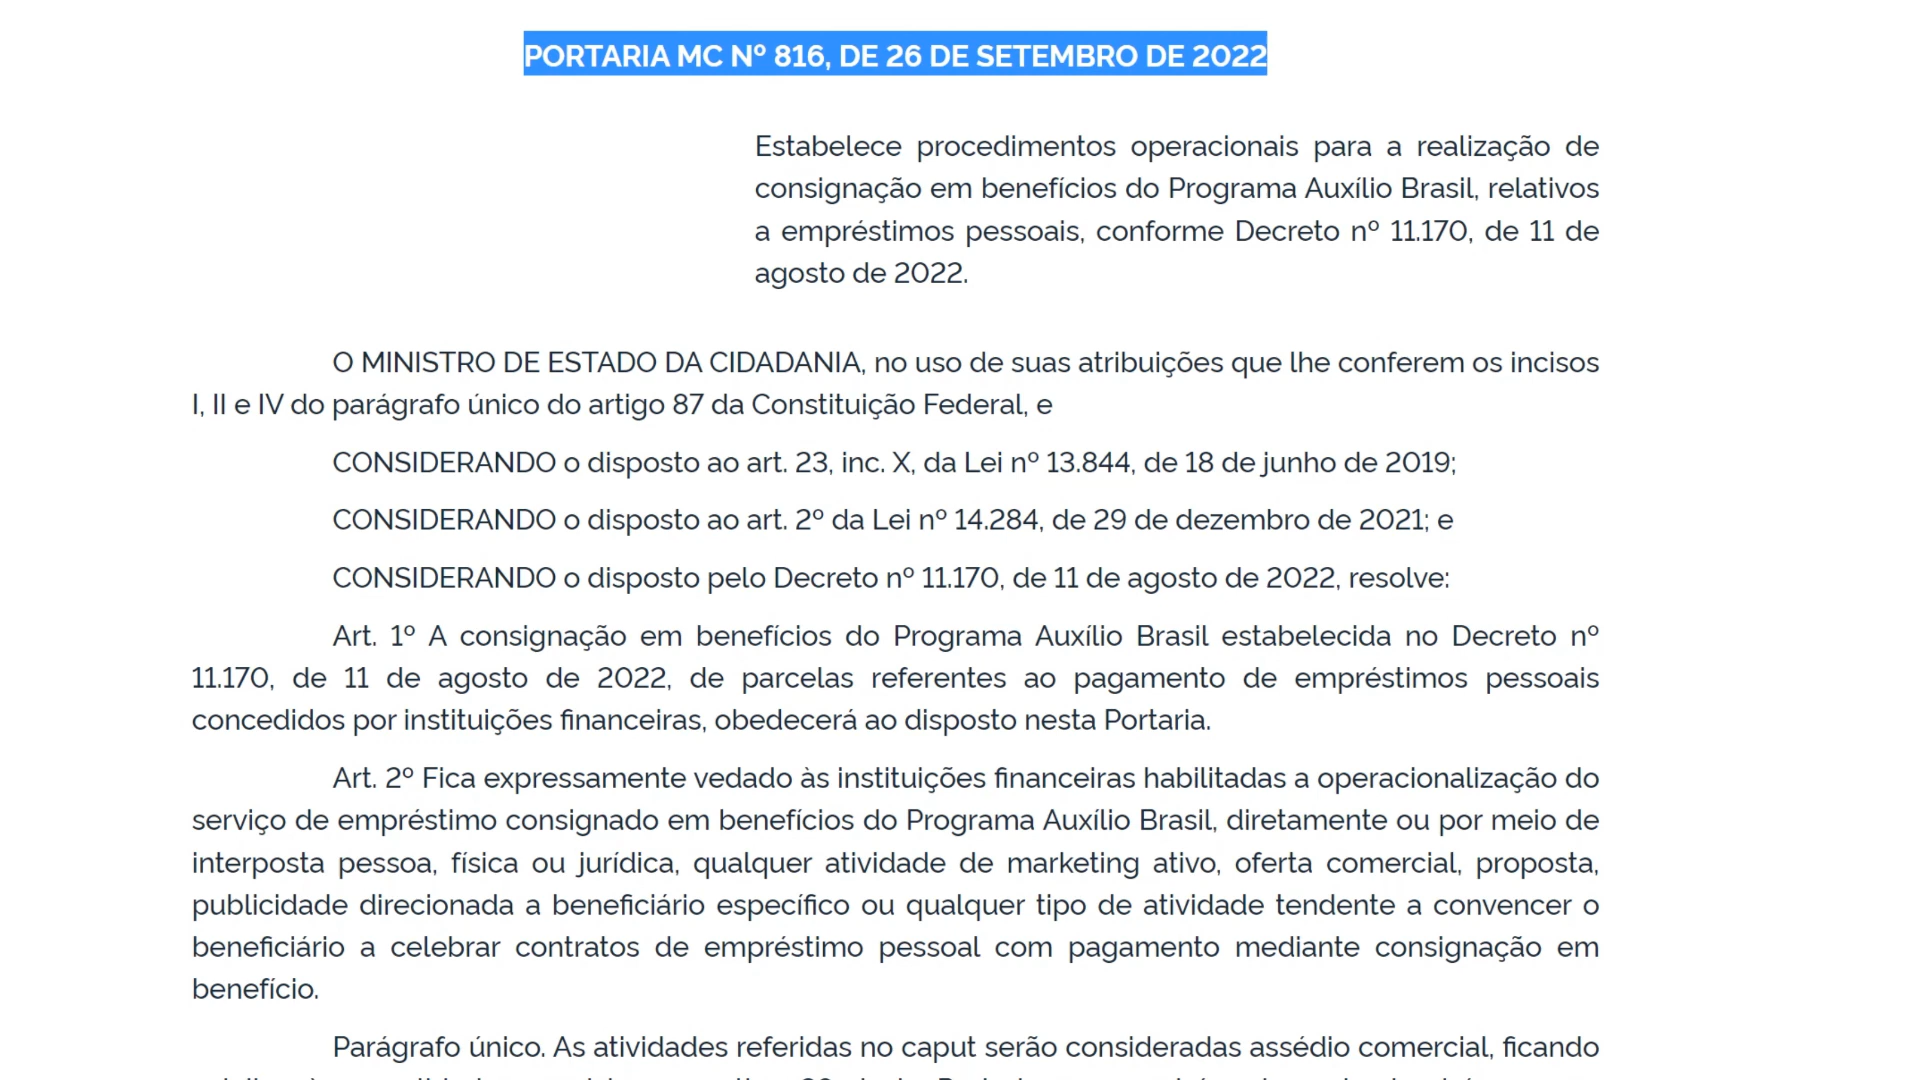 PORTARIA MC Nº 816, DE 26 DE SETEMBRO DE 2022
Estabelece procedimentos operacionais para a realização de
consignação em benefícios do Programa Auxílio Brasil, relativos
a empréstimos pessoais, conforme Decreto nº 11.170, de 11 de
agosto de 2022.
O MINISTRO DE ESTADO DA CIDADANIA, no uso de suas atribuições que lhe conferem os incisos
I, II e IV do parágrafo único do artigo 87 da Constituição Federal, e
CONSIDERANDO o disposto ao art. 23, inc. X, da Lei nº 13.844, de 18 de junho de 2019;
CONSIDERANDO o disposto ao art. 2º da Lei nº 14.284, de 29 de dezembro de 2021; e
CONSIDERANDO o disposto pelo Decreto nº 11.170, de 11 de agosto de 2022, resolve:
Art. 1º A consignação em benefícios do Programa Auxílio Brasil estabelecida no Decreto nº
11.170, de 11 de agosto de 2022, de parcelas referentes ao pagamento de empréstimos pessoais
concedidos por instituições financeiras, obedecerá ao disposto nesta Portaria.
Art. 2º Fica expressamente vedado às instituições financeiras habilitadas a operacionalização do
serviço de empréstimo consignado em benefícios do Programa Auxílio Brasil, diretamente ou por meio de
interposta pessoa, física ou jurídica, qualquer atividade de marketing ativo, oferta comercial, proposta,
publicidade direcionada a beneficiário específico ou qualquer tipo de atividade tendente a convencer o
beneficiário a celebrar contratos de empréstimo pessoal com pagamento mediante consignação em
benefício.
Parágrafo único. As atividades referidas no caput serão consideradas assédio comercial, ficando